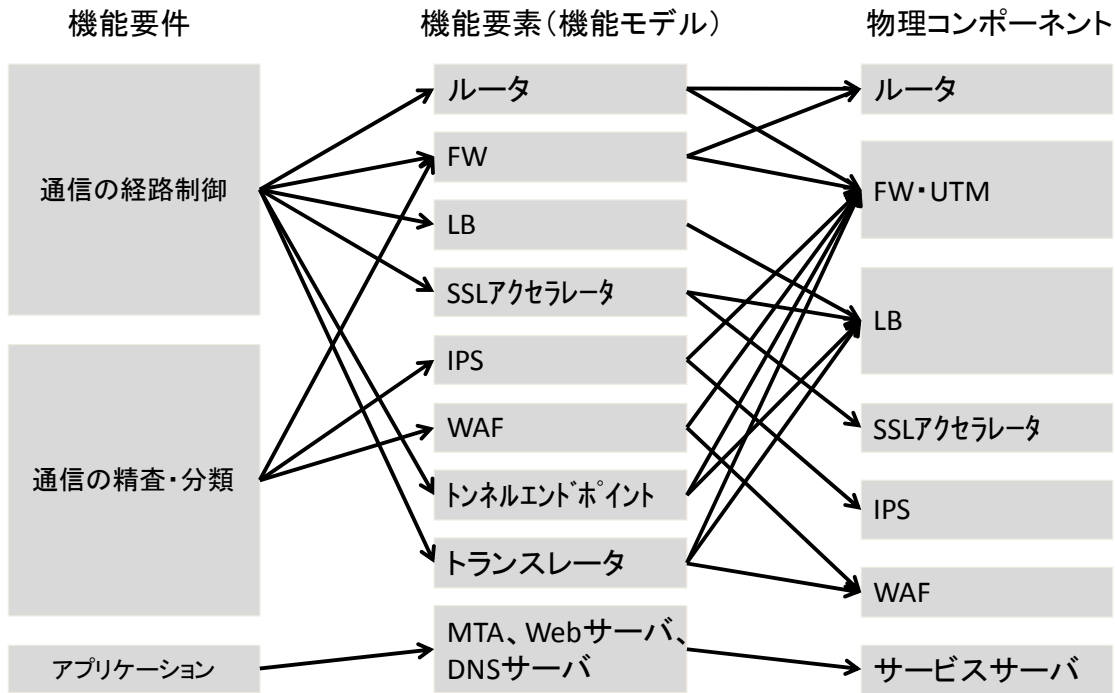 機能要件
機能要素(機能モデル)
物理コンポーネント
通信の経路制御
通信の精査・分類
アプリケーション
ルータ
FW
LB
SSLアクセラレータ
IPS
WAF
トンネルエンドポイント
トランスレータ
MTA、Webサーバ、
DNSサーバ
ルータ
FW・UTM
LB
SSLアクセラレータ
IPS
WAF
サービスサーバ